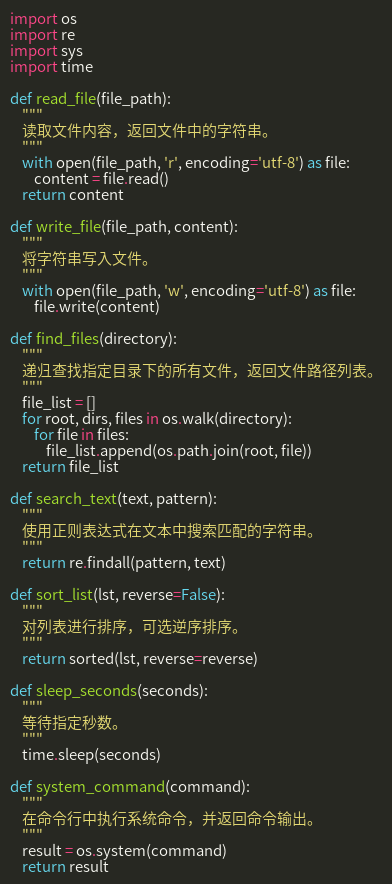 import os
import re
import sys
import time

def read_file(file_path):
    """
    读取文件内容，返回文件中的字符串。
    """
    with open(file_path, 'r', encoding='utf-8') as file:
        content = file.read()
    return content

def write_file(file_path, content):
    """
    将字符串写入文件。
    """
    with open(file_path, 'w', encoding='utf-8') as file:
        file.write(content)

def find_files(directory):
    """
    递归查找指定目录下的所有文件，返回文件路径列表。
    """
    file_list = []
    for root, dirs, files in os.walk(directory):
        for file in files:
            file_list.append(os.path.join(root, file))
    return file_list

def search_text(text, pattern):
    """
    使用正则表达式在文本中搜索匹配的字符串。
    """
    return re.findall(pattern, text)

def sort_list(lst, reverse=False):
    """
    对列表进行排序，可选逆序排序。
    """
    return sorted(lst, reverse=reverse)

def sleep_seconds(seconds):
    """
    等待指定秒数。
    """
    time.sleep(seconds)

def system_command(command):
    """
    在命令行中执行系统命令，并返回命令输出。
    """
    result = os.system(command)
    return result